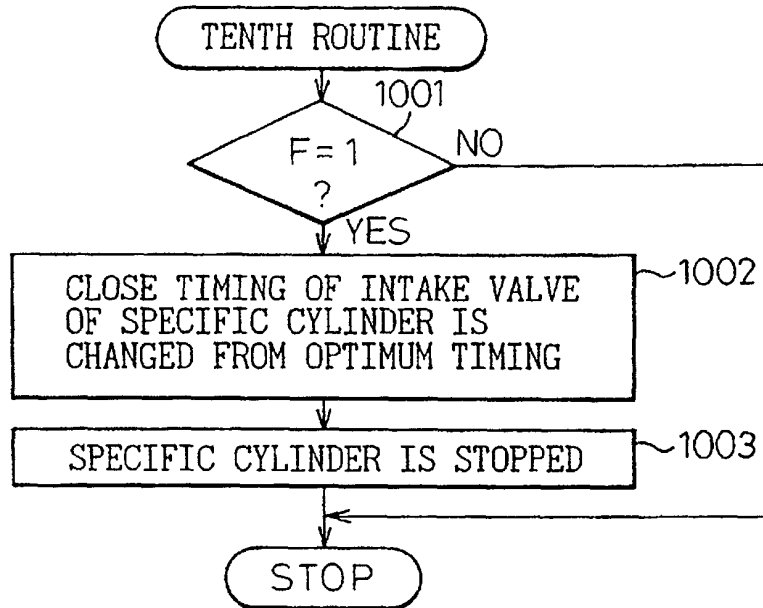 TENTH ROUTINE
1001
F=1
?
NO
YES
CLOSE TIMING OF INTAKE VALVE
OF SPECIFIC CYLINDER IS
CHANGED FROM OPTIMUM TIMING
1002
SPECIFIC CYLINDER IS STOPPED
1003
STOP